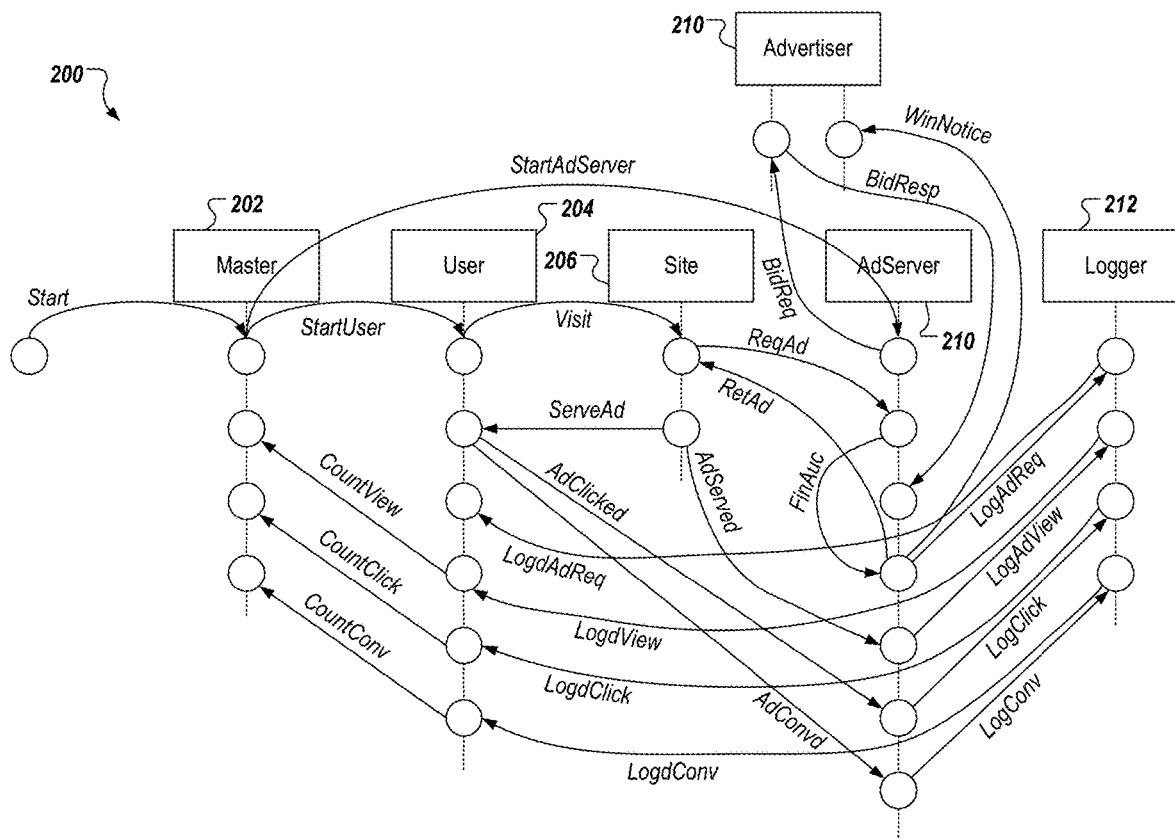 210
Advertiser
200
WinNotice
StartAdServer
BidResp
202
204
212
Master
User
206
Site
BidReq
AdServer
Logger
Start
StartUser
Visit
210
ReqAd
RetAd
ServeAd
CountView
AdClicked
AdServed
FinAuc
LogAdReq
CountClick
LogdAdReq
LogAdView
CountConv
LogdView
LogClick
LogdClick
AdConvd
LogConv
LogdConv